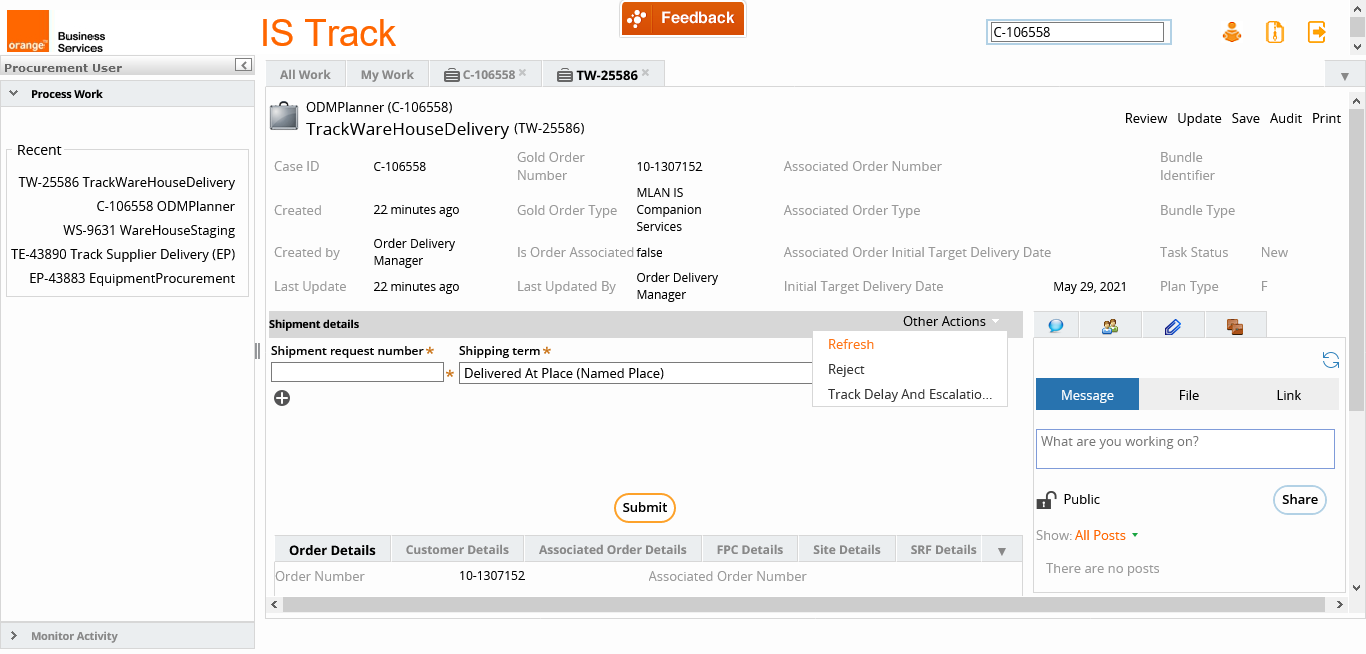 orange™
Business
Services
IS Track
Feedback
C-106558
Procurement User
Process Work
Recent
TW-25586 TrackWareHouseDelivery
C-106558 ODMPlanner
WS-9631 WareHouseStaging
TE-43890 Track Supplier Delivery (EP)
EP-43883 EquipmentProcurement
Monitor Activity
All Work
My Work
C-106558
TW-25586
ODMPlanner (C-106558)
TrackWareHouseDelivery (TW-25586)
Review Update Save Audit Print
Case ID C-106558 Gold Order Number 10-1307152 Associated Order Number Bundle Identifier
Created 22 minutes ago Gold Order Type MLAN IS Companion Services Associated Order Type Bundle Type
Created by Order Delivery Manager Is Order Associated false Associated Order Initial Target Delivery Date Task Status New
Last Update 22 minutes ago Last Updated By Order Delivery Manager Initial Target Delivery Date May 29, 2021 Plan Type F
Shipment details
Other Actions
Refresh
Reject
Track Delay And Escalatio...
Shipment request number* Shipping term*
* Delivered At Place (Named Place)
Submit
Order Details Customer Details Associated Order Details FPC Details Site Details SRF Details
Order Number 10-1307152 Associated Order Number
Message File Link
What are you working on?
Public
Share
Show: All Posts
There are no posts